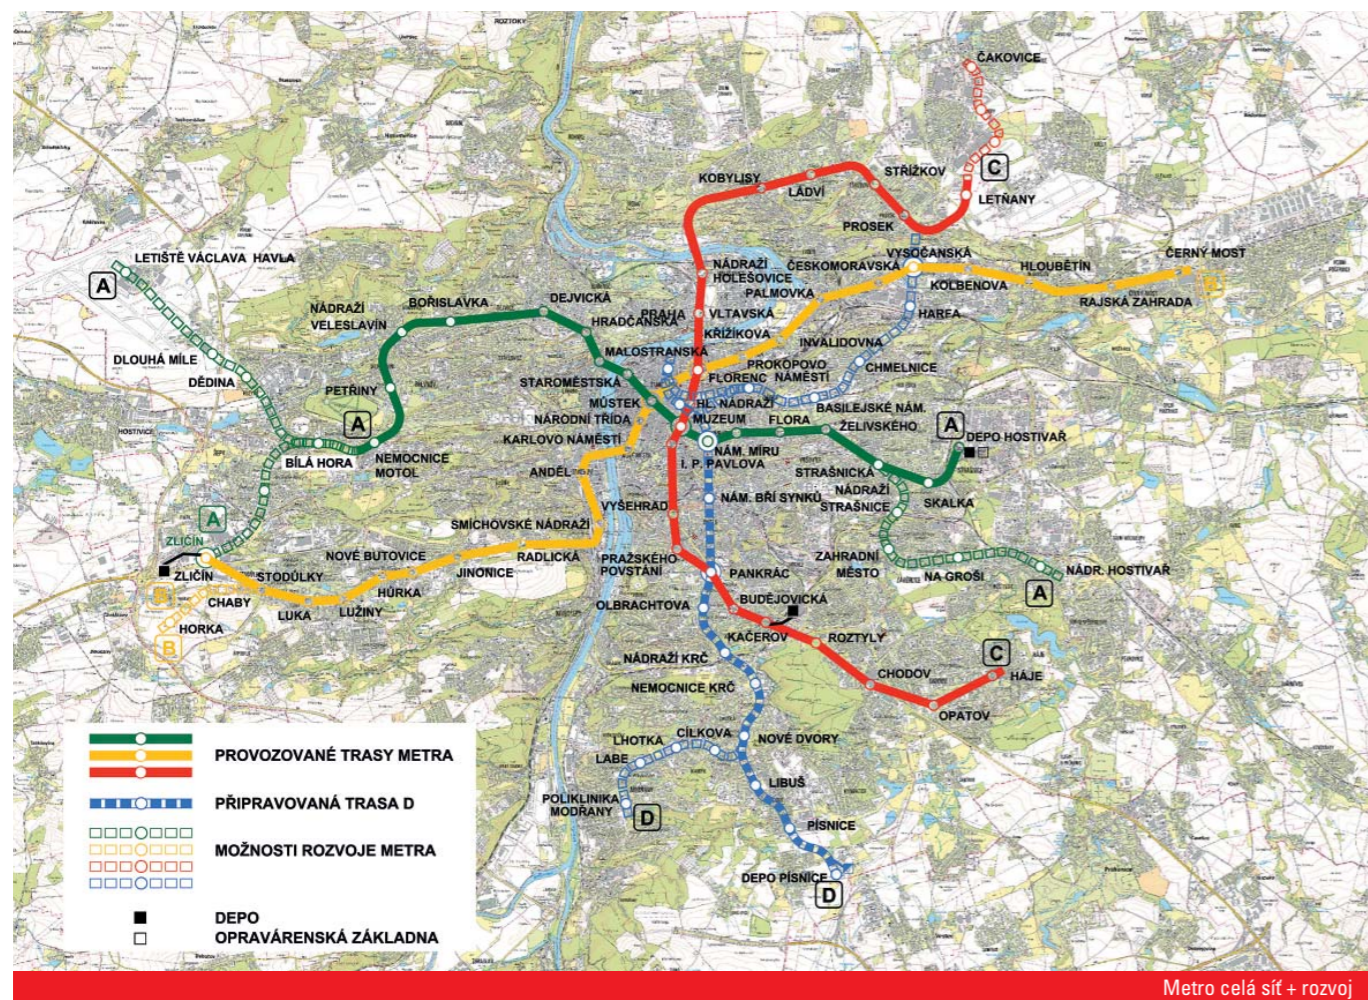 ROZTOKY
ČAKOVICE
C
KOBYLISY
LÁDVÍ
STŘÍŽKOV
LETŇANY
PROSEK
LETIŠTĚ VÁCLAVA HAVLA
A
NÁDRAŽÍ
HOLEŠOVICE
VYSOČANSKÁ
ČESKOMORAVSKÁ
ČERNÝ MOST
HLOUBĚTÍN
KOLBENOVA
RAJSKÁ ZAHRADA
B
BOŘISLAVKA
DEJVICKÁ
NÁDRAŽÍ
VELESLAVÍN
HRADČANSKÁ
PRAHA
VLTAVSKÁ
PALMOVKA
HARFA
KŘIŽÍKOVA
INVALIDOVNA
DLOUHÁ MÍLE
DĚDINA
MALOSTRANSKÁ
PROKOPOVO
NÁMĚSTÍ
CHMELNICE
PETŘINY
STAROMĚSTSKÁ
FLORENC
MŮSTEK
HL. NÁDRAŽÍ
BASILEJSKÉ NÁM.
HOSTIVICE
A
NÁRODNÍ TŘÍDA
MUZEUM
FLORA
ŽELIVSKÉHO
A
DEPO HOSTIVAŘ
KARLOVO NÁMĚSTÍ
NÁM. MÍRU
BÍLÁ HORA
NEMOCNICE
MOTOL
I. P. PAVLOVA
STRAŠNICKÁ
ANDĚL
NÁDRAŽÍ
STRAŠNICE
SKALKA
NÁM. BŘÍ SYNKŮ
VYŠEHRAD
A
ZLIČÍN
SMÍCHOVSKÉ NÁDRAŽÍ
NOVÉ BUTOVICE
RADLICKÁ
PRAŽSKÉHO
POVSTÁNÍ
ZAHRADNÍ
MĚSTO
NA GROŠI
NÁDR. HOSTIVAŘ
A
ZLIČÍN
STODŮLKY
JINONICE
PANKRÁC
B
CHABY
HŮRKA
LUKA
LUŽINY
OLBRACHTOVA
BUDĚJOVICKÁ
HORKA
B
KAČEROV
ROZTYLY
NÁDRAŽÍ KRČ
C
CHODOV
HÁJE
NEMOCNICE KRČ
OPATOV
CÍLKOVA
NOVÉ DVORY
LHOTKA
LABE
LIBUŠ
POLIKLINIKA
MODŘANY
D
PÍSNICE
DEPO PÍSNICE
D
PROVOZOVANÉ TRASY METRA
PŘIPRAVOVANÁ TRASA D
MOŽNOSTI ROZVOJE METRA
DEPO
OPRAVÁRENSKÁ ZÁKLADNA
Metro celá síť + rozvoj